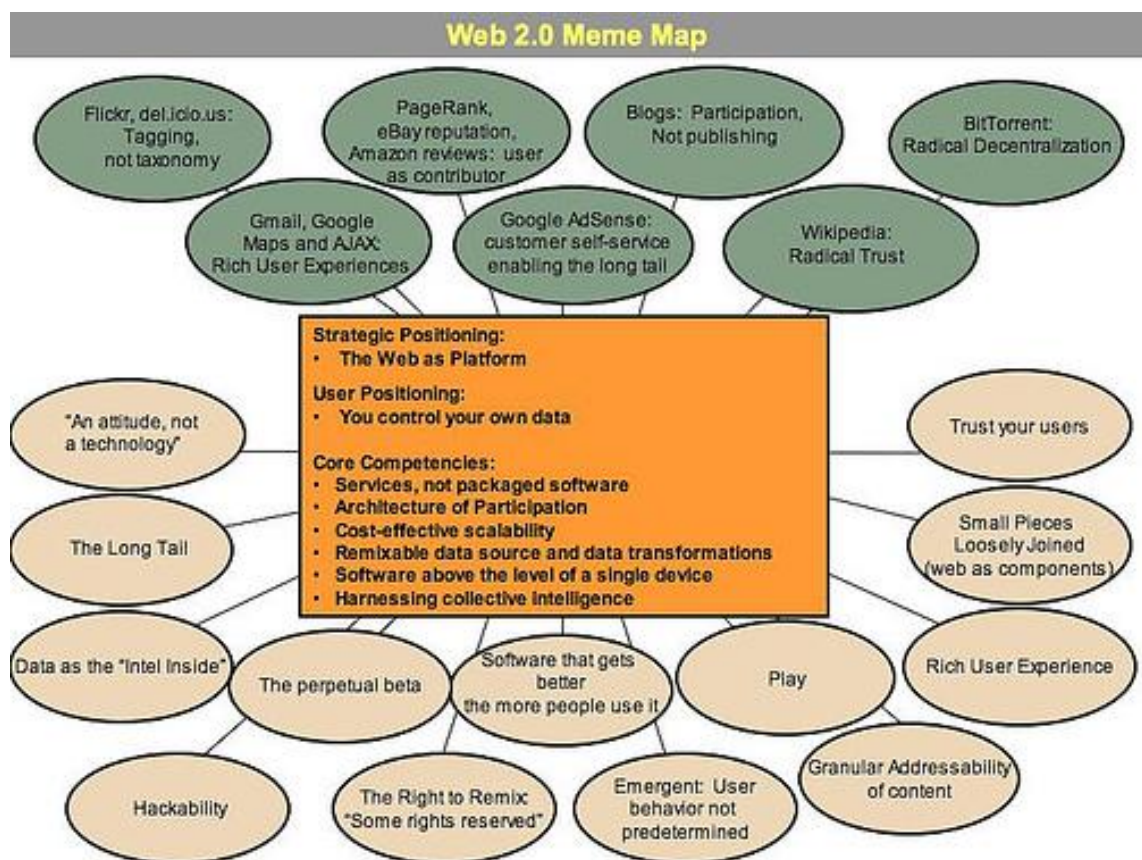 Web 2.0 Meme Map
Flickr, del.icio.us:
Tagging,
not taxonomy
PageRank,
eBay reputation,
Amazon reviews: user
as contributor
Blogs: Participation,
Not publishing
BitTorrent:
Radical Decentralization
Gmail, Google
Maps and AJAX:
Rich User Experiences
Google AdSense:
customer self-service
enabling the long tail
Wikipedia:
Radical Trust
Strategic Positioning:
• The Web as Platform
User Positioning:
• You control your own data
Core Competencies:
• Services, not packaged software
• Architecture of Participation
• Cost-effective scalability
• Remixable data source and data transformations
• Software above the level of a single device
• Harnessing collective intelligence
“An attitude, not
a technology”
Trust your users
The Long Tail
Small Pieces
Loosely Joined
(web as components)
Data as the “Intel Inside”
The perpetual beta
Software that gets
better
the more people use it
Play
Rich User Experience
Hackability
The Right to Remix:
“Some rights reserved”
Emergent: User
behavior not
predetermined
Granular Addressability
of content